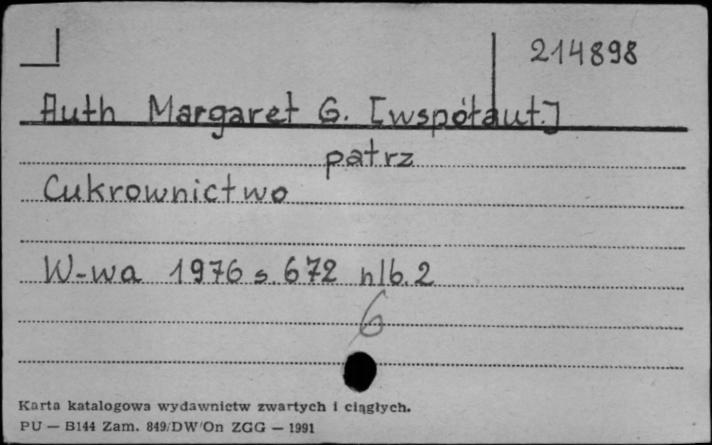 214898
Auth Margaret G. [współaut.]
patrz
Cukrownictwo
W-wa 1976 s. 672 nlb. 2
6
Karta katalogowa wydawnictw zwartych i ciągłych.
PU — B144 Zam. 849/DW/On ZGG — 1991